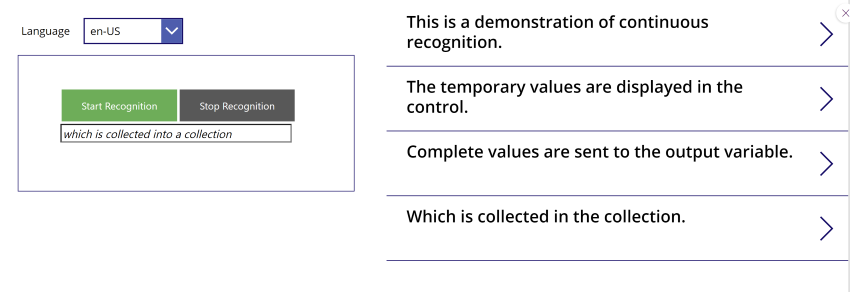 Language
en-US
Start Recognition
Stop Recognition
which is collected into a collection
This is a demonstration of continuous
recognition.
The temporary values are displayed in the
control.
Complete values are sent to the output variable.
Which is collected in the collection.